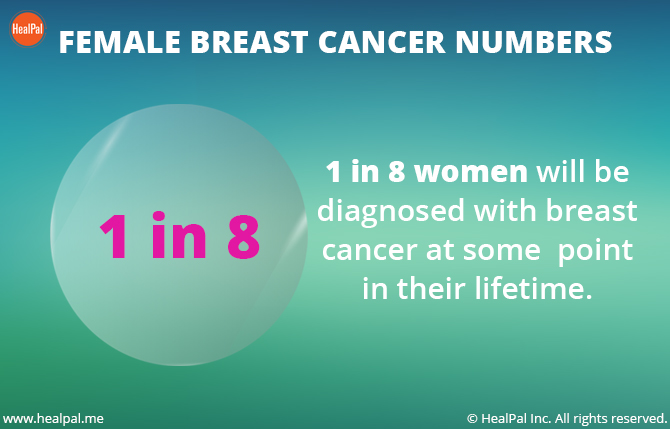 HealPal
FEMALE BREAST CANCER NUMBERS
1 in 8
1 in 8 women will be
diagnosed with breast
cancer at some  point
in their lifetime.
www.healpal.me
© HealPal Inc. All rights reserved.